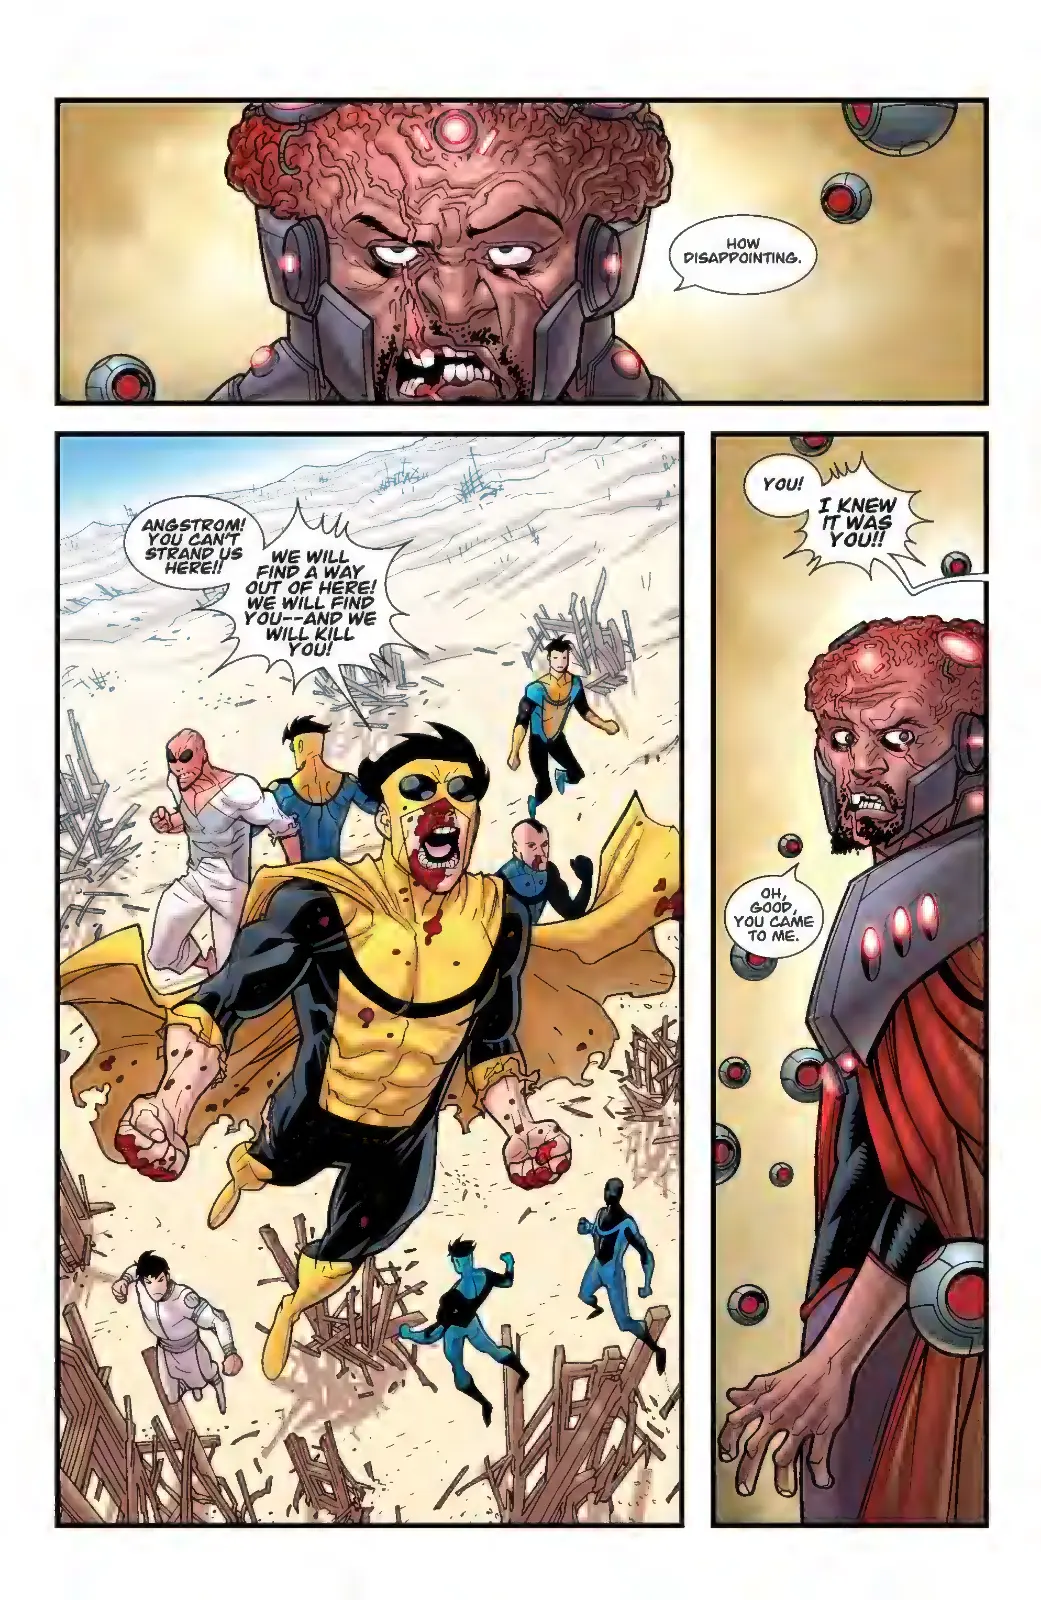 HOW
DISAPPOINTING.
ANGSTROM!
YOU CAN'T
STRAND US
HERE!!
WE WILL
FIND A WAY
OUT OF HERE!
WE WILL FIND
YOU--AND WE
WILL KILL
YOU!
YOU!
I KNEW
IT WAS
YOU!!
OH,
GOOD,
YOU CAME
TO ME.